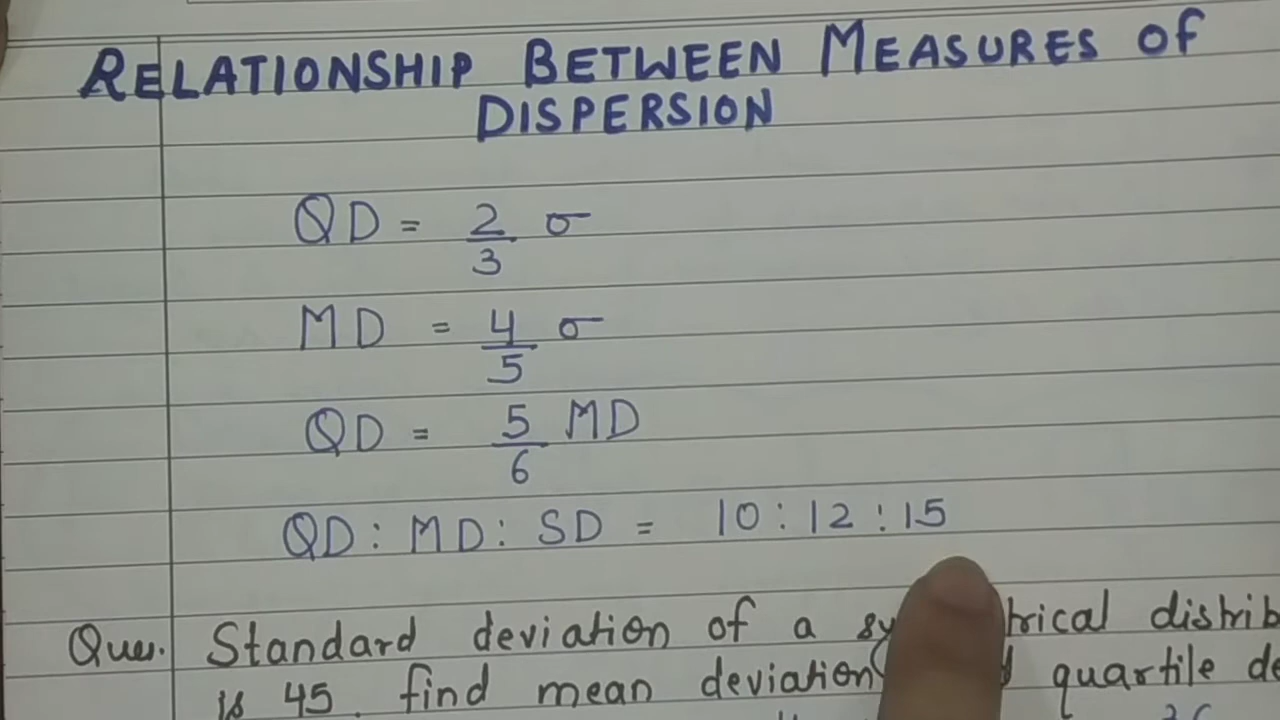 RELATIONSHIP BETWEEN MEASURES OF
DISPERSION
QD = 2/3 σ
MD = 4/5 σ
QD = 5/6 MD
QD : MD : SD = 10 : 12 : 15
Ques. Standard deviation of a
is 45. find mean deviation quartile